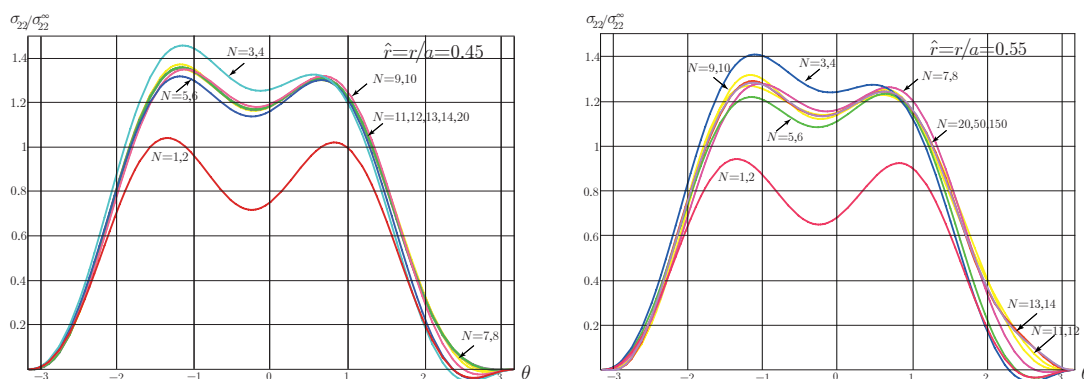 σ22/σ22^∞
1.4
1.2
1
0.8
0.6
0.4
0.2
−3
−2
−1
0
1
2
3
θ
r̂=r/a=0.45
N=3,4
N=9,10
N=5,6
N=11,12,13,14,20
N=1,2
N=7,8
σ22/σ22^∞
1.4
1.2
1
0.8
0.6
0.4
0.2
−3
−2
−1
0
1
2
3
θ
r̂=r/a=0.55
N=3,4
N=9,10
N=7,8
N=5,6
N=20,50,150
N=1,2
N=13,14
N=11,12